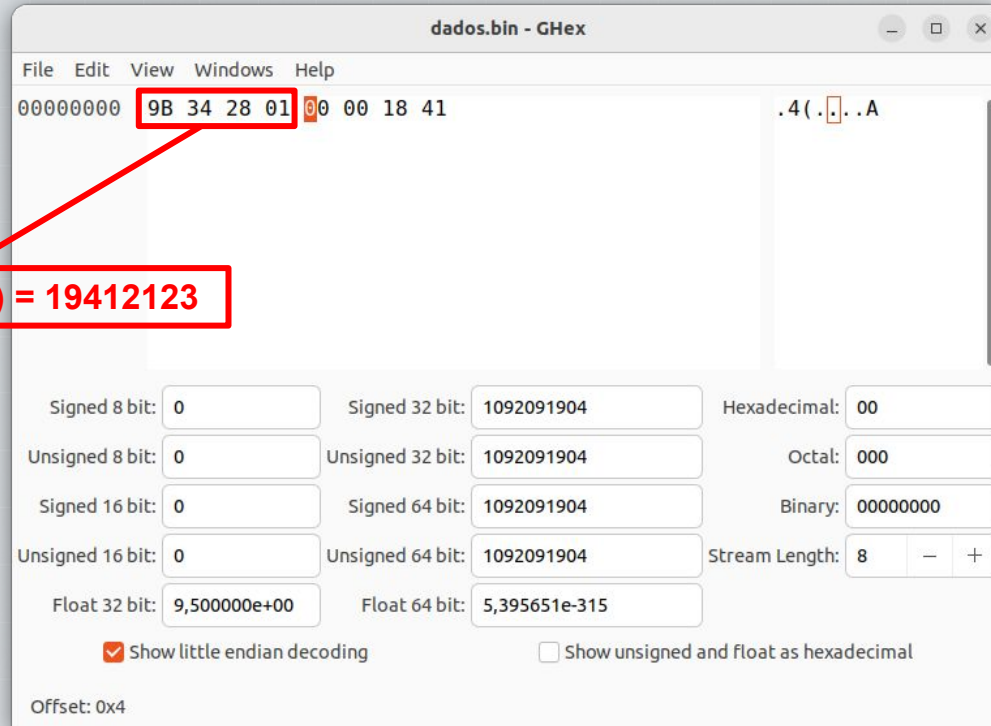 dados.bin - GHex
File Edit View Windows Help
00000000 9B 34 28 01 00 00 18 41 .4(....A
) = 19412123
Signed 8 bit: 0 Signed 32 bit: 1092091904 Hexadecimal: 00
Unsigned 8 bit: 0 Unsigned 32 bit: 1092091904 Octal: 000
Signed 16 bit: 0 Signed 64 bit: 1092091904 Binary: 00000000
Unsigned 16 bit: 0 Unsigned 64 bit: 1092091904 Stream Length: 8 − +
Float 32 bit: 9,500000e+00 Float 64 bit: 5,395651e-315
Show little endian decoding Show unsigned and float as hexadecimal
Offset: 0x4